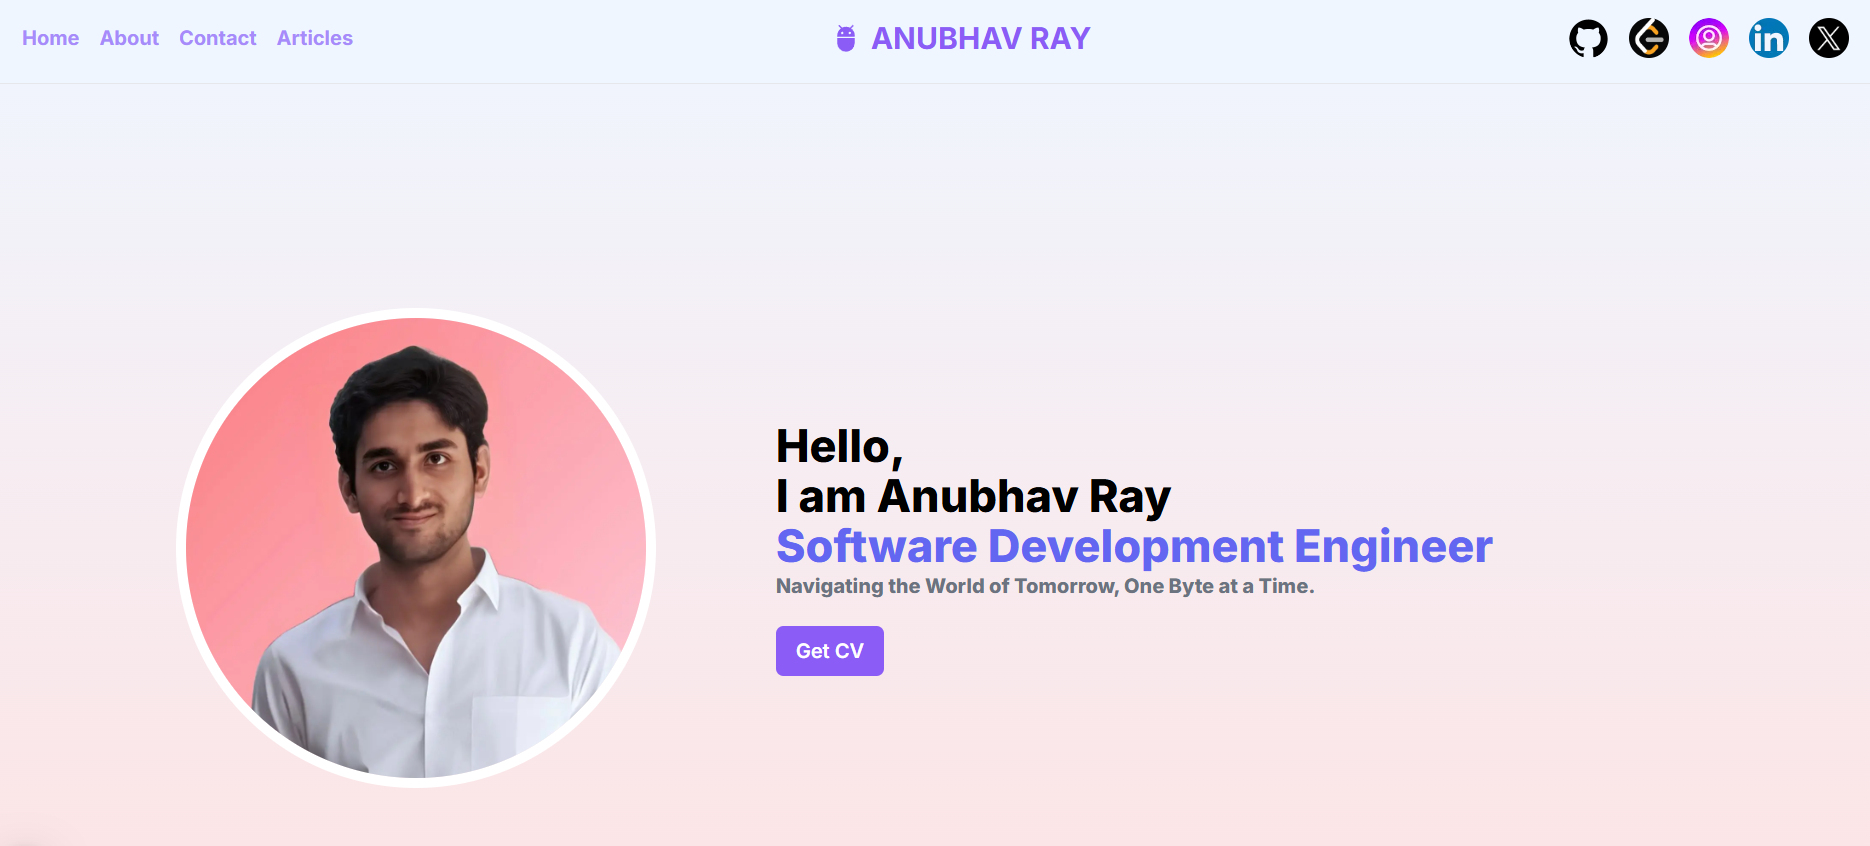 Home About Contact Articles
ANUBHAV RAY
in
X
Hello,
I am Anubhav Ray
Software Development Engineer
Navigating the World of Tomorrow, One Byte at a Time.
Get CV